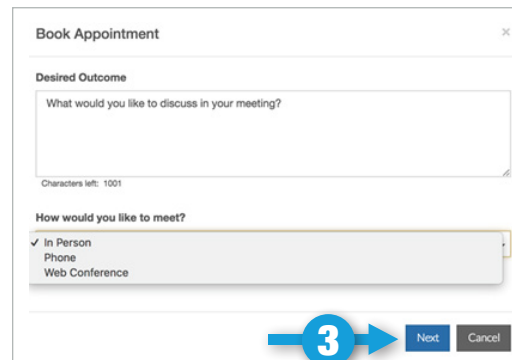 Book Appointment ×
Desired Outcome
What would you like to discuss in your meeting?
Characters left: 1001
How would you like to meet?
✓ In Person
Phone
Web Conference
3 Next Cancel